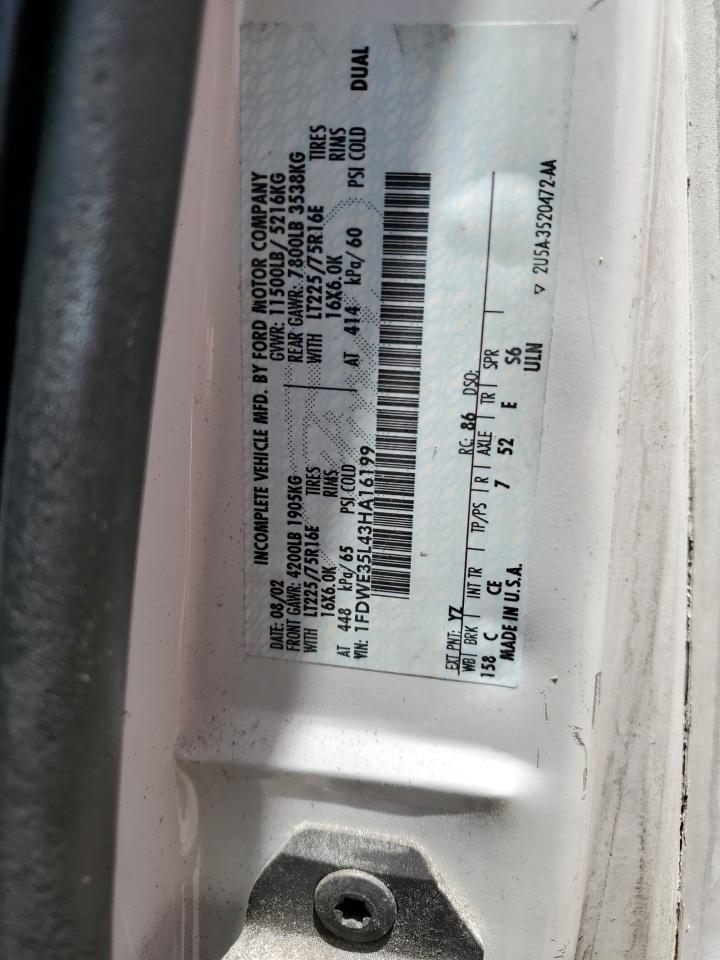 INCOMPLETE VEHICLE MFD. BY FORD MOTOR COMPANY
DATE: 08/02 GVWR: 11500LB/ 5216KG
FRONT GAWR: 4200LB 1905KG REAR GAWR: 7800LB 3538KG
WITH LT225/75R16E TIRES WITH LT225/75R16E TIRES
16X6.0K RIMS 16X6.0K RIMS
AT 448 kPa/ 65 PSI COLD AT 414 kPa/ 60 PSI COLD DUAL
VIN: 1FDWE35L43HA16199
EXT PNT: YZ RC: 86 DSO:
WB BRK INT TR TP/PS R AXLE TR SPR
158 C CE 7 52 E S6
MADE IN U.S.A. ULN
▽ 2U5A-3520472-AA